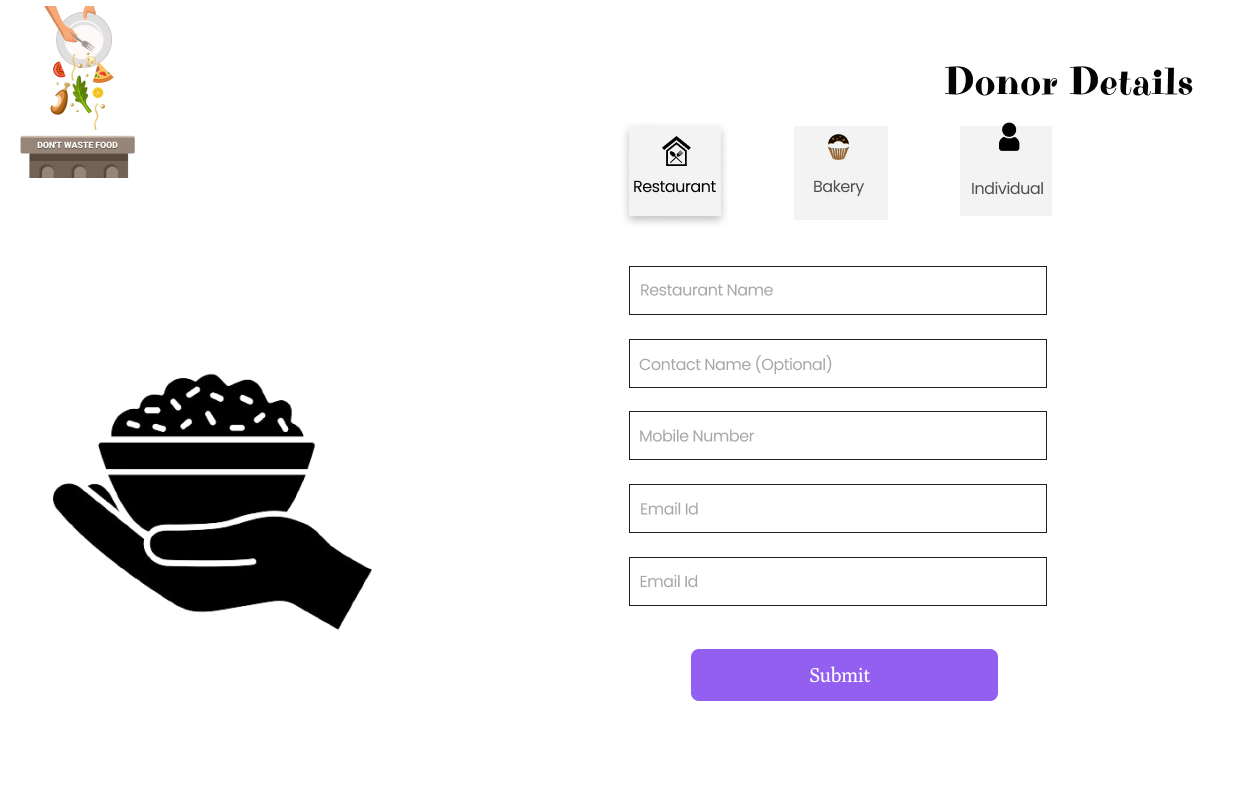 DON'T WASTE FOOD
Donor Details
Restaurant
Bakery
Individual
Restaurant Name
Contact Name (Optional)
Mobile Number
Email Id
Email Id
Submit